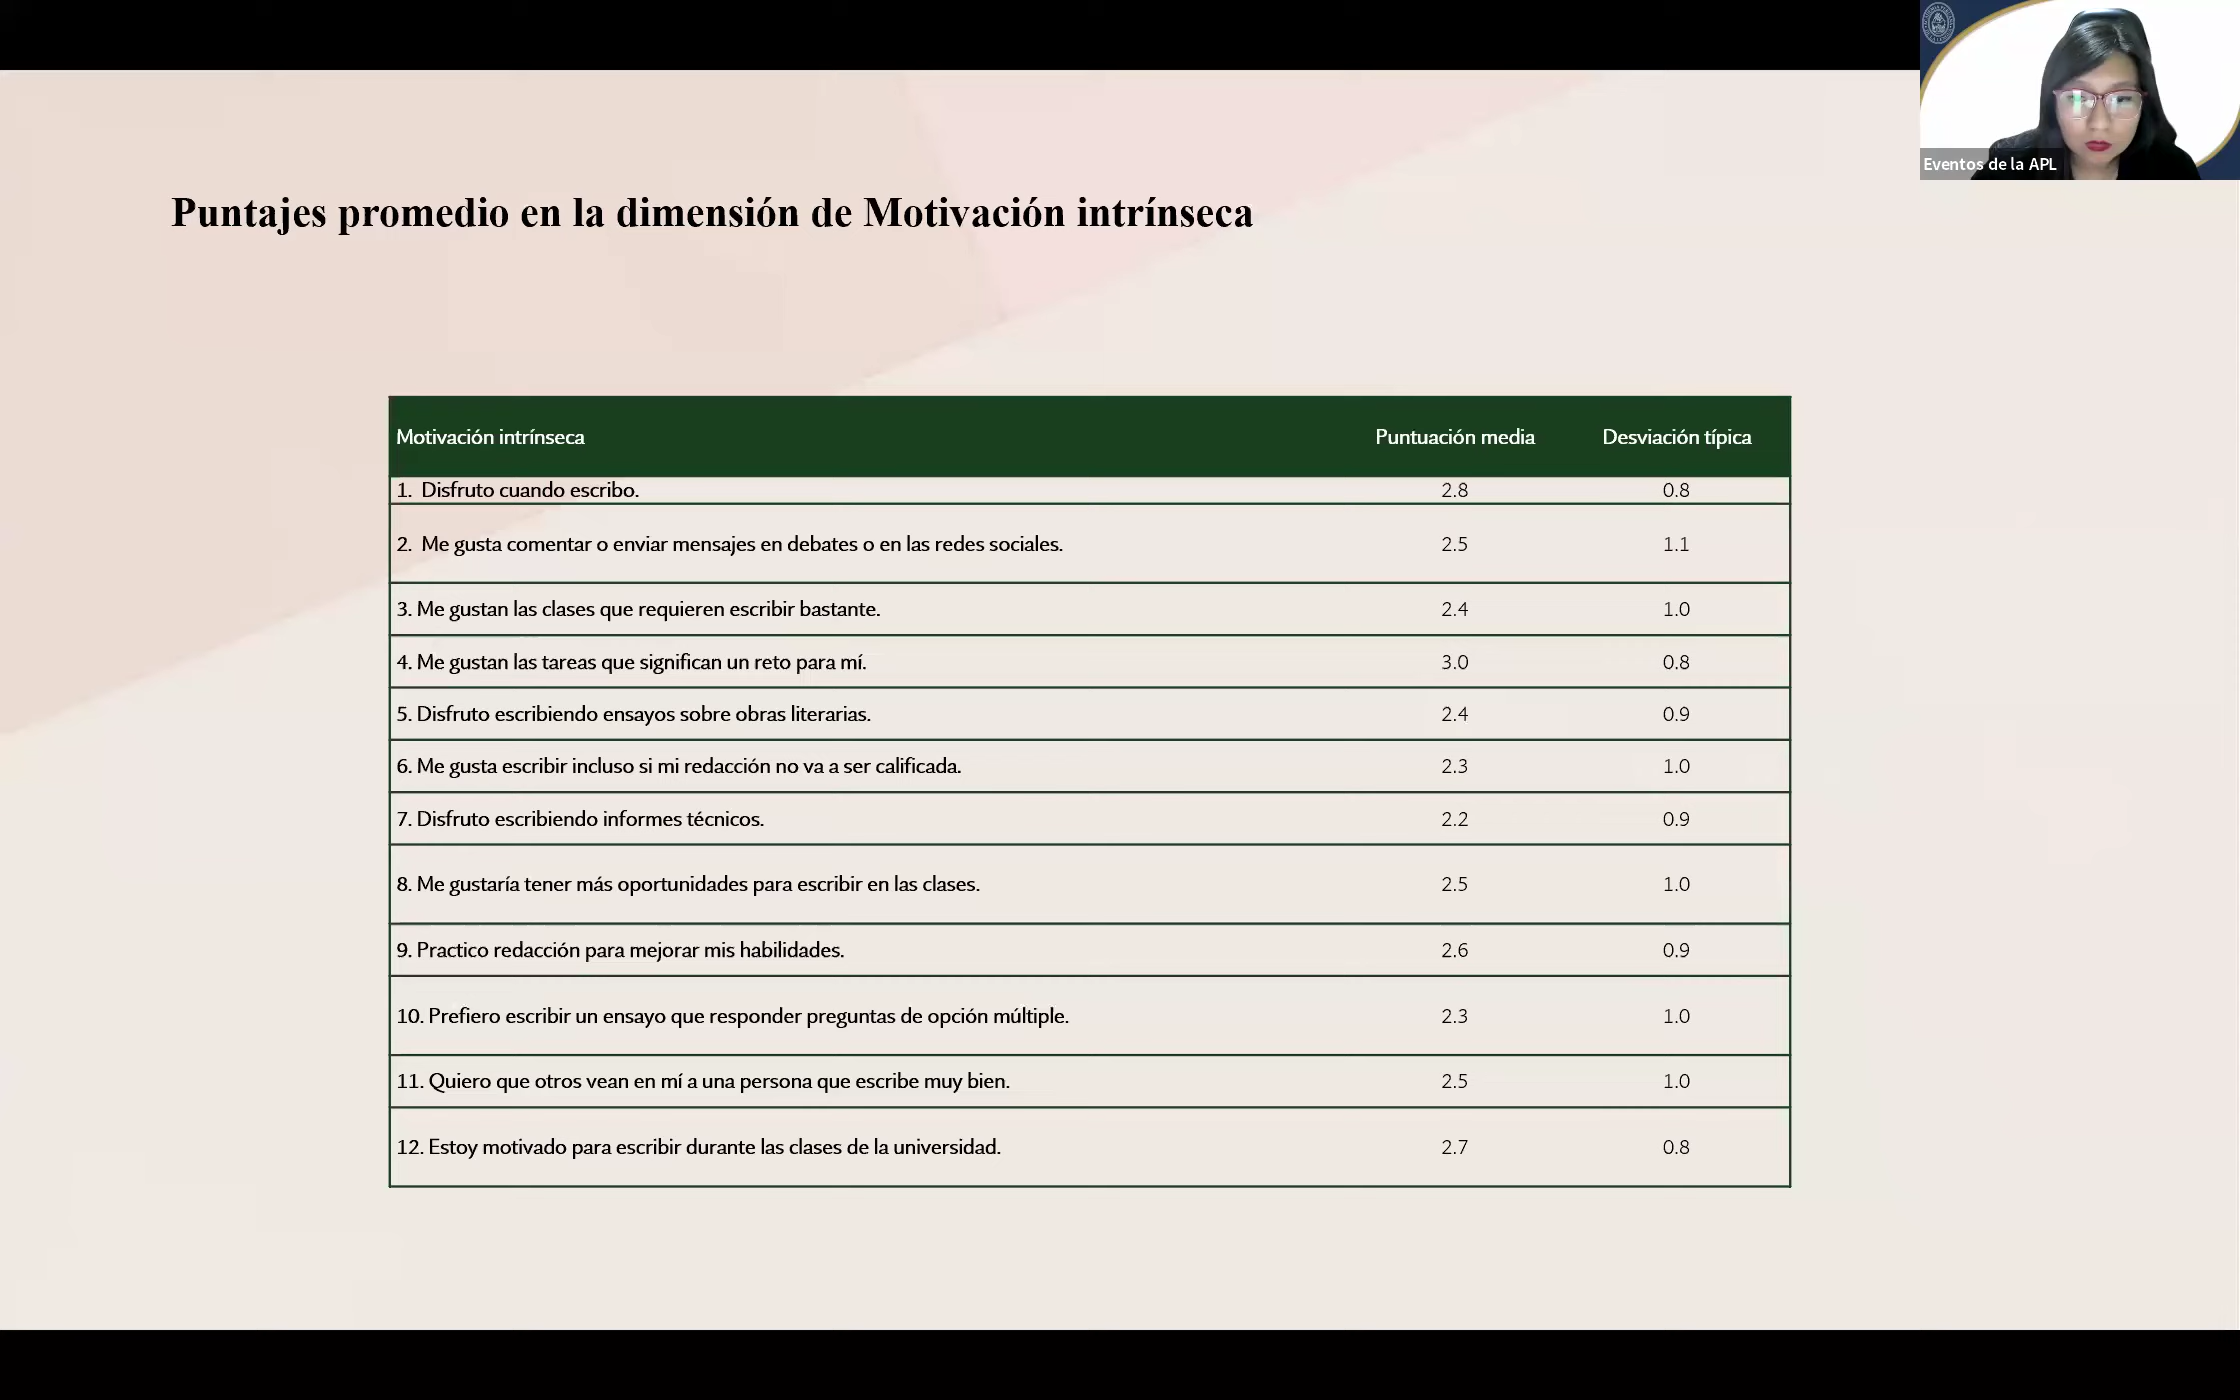 Eventos de la APL
Puntajes promedio en la dimensión de Motivación intrínseca
Motivación intrínseca Puntuación media Desviación típica
1. Disfruto cuando escribo. 2.8 0.8
2. Me gusta comentar o enviar mensajes en debates o en las redes sociales. 2.5 1.1
3. Me gustan las clases que requieren escribir bastante. 2.4 1.0
4. Me gustan las tareas que significan un reto para mí. 3.0 0.8
5. Disfruto escribiendo ensayos sobre obras literarias. 2.4 0.9
6. Me gusta escribir incluso si mi redacción no va a ser calificada. 2.3 1.0
7. Disfruto escribiendo informes técnicos. 2.2 0.9
8. Me gustaría tener más oportunidades para escribir en las clases. 2.5 1.0
9. Practico redacción para mejorar mis habilidades. 2.6 0.9
10. Prefiero escribir un ensayo que responder preguntas de opción múltiple. 2.3 1.0
11. Quiero que otros vean en mí a una persona que escribe muy bien. 2.5 1.0
12. Estoy motivado para escribir durante las clases de la universidad. 2.7 0.8